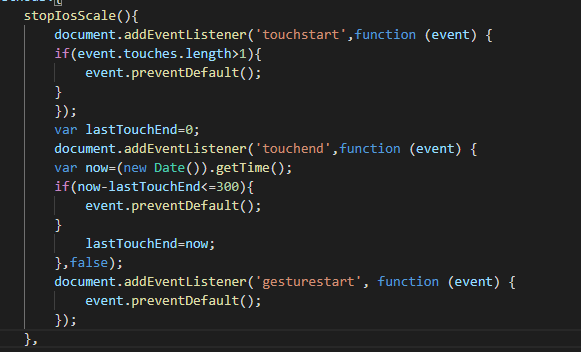 stopIosScale(){
document.addEventListener('touchstart',function (event) {
if(event.touches.length>1){
event.preventDefault();
}
});
var lastTouchEnd=0;
document.addEventListener('touchend',function (event) {
var now=(new Date()).getTime();
if(now-lastTouchEnd<=300){
event.preventDefault();
}
lastTouchEnd=now;
},false);
document.addEventListener('gesturestart', function (event) {
event.preventDefault();
});
},